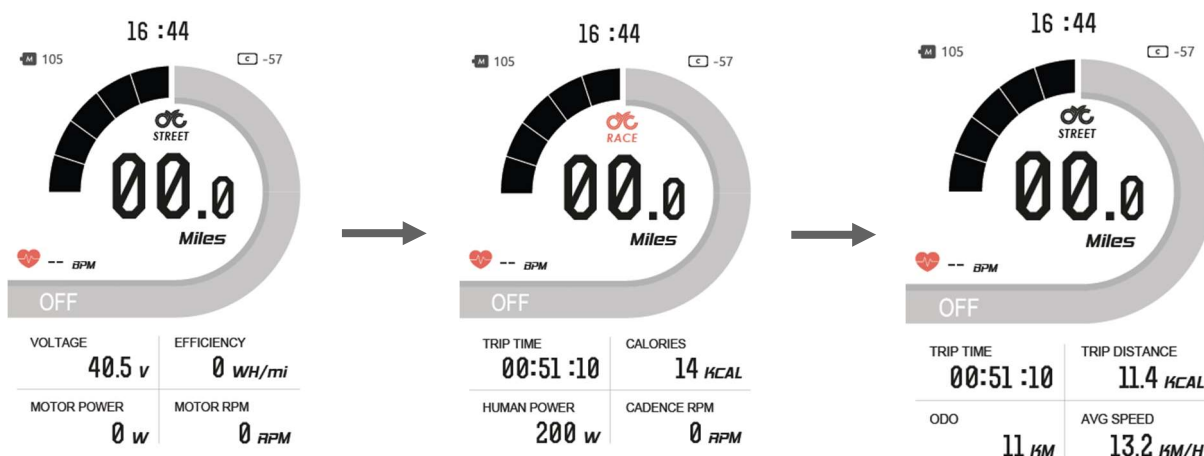 16 :44
M 105
C -57
STREET
00.0
Miles
-- BPM
OFF
VOLTAGE
40.5 V
EFFICIENCY
0 WH/mi
MOTOR POWER
0 W
MOTOR RPM
0 RPM
16 :44
M 105
C -57
RACE
00.0
Miles
-- BPM
OFF
TRIP TIME
00:51 :10
CALORIES
14 KCAL
HUMAN POWER
200 W
CADENCE RPM
0 RPM
16 :44
M 105
C -57
STREET
00.0
Miles
-- BPM
OFF
TRIP TIME
00:51 :10
TRIP DISTANCE
11.4 KCAL
ODO
11 KM
AVG SPEED
13.2 KM/H